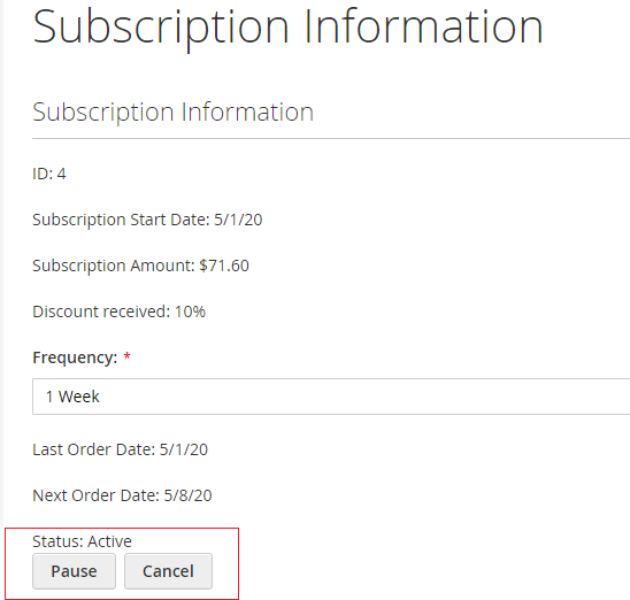 Subscription Information
Subscription Information
ID: 4
Subscription Start Date: 5/1/20
Subscription Amount: $71.60
Discount received: 10%
Frequency: *
1 Week
Last Order Date: 5/1/20
Next Order Date: 5/8/20
Status: Active
Pause Cancel